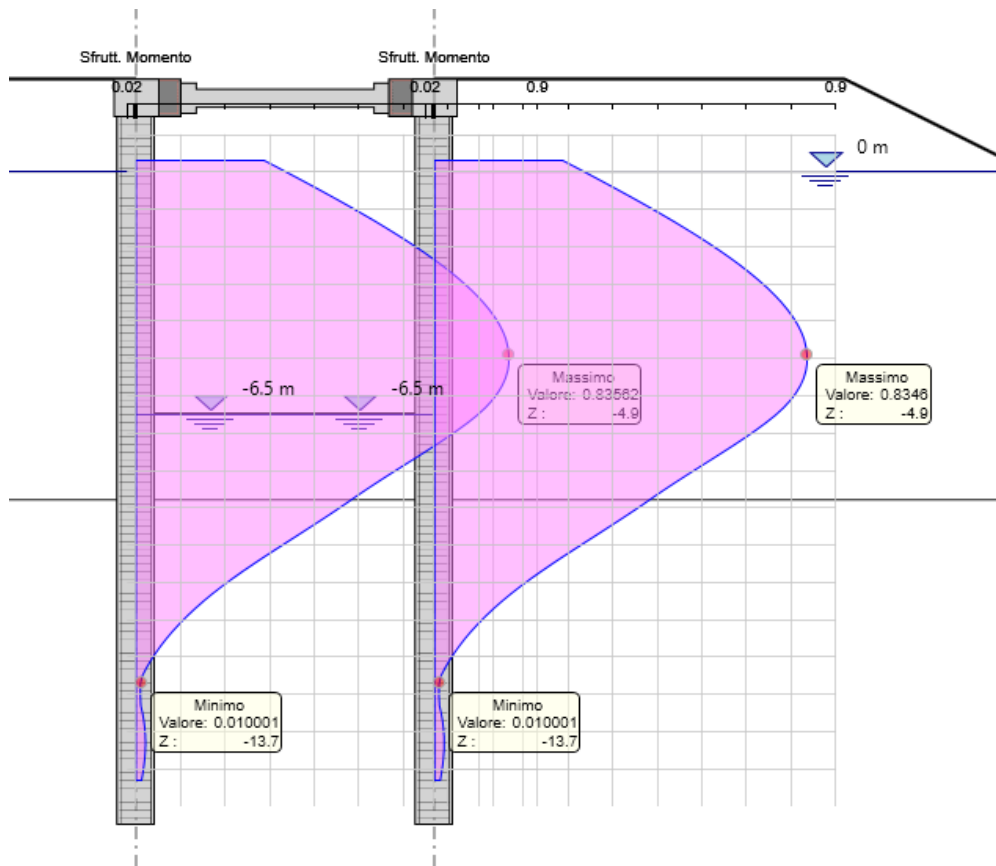 Sfrutt. Momento
Sfrutt. Momento
0.02
0.02
0.9
0.9
0 m
-6.5 m
-6.5 m
Massimo
Valore: 0.83562
Z : -4.9
Massimo
Valore: 0.8346
Z : -4.9
Minimo
Valore: 0.010001
Z : -13.7
Minimo
Valore: 0.010001
Z : -13.7